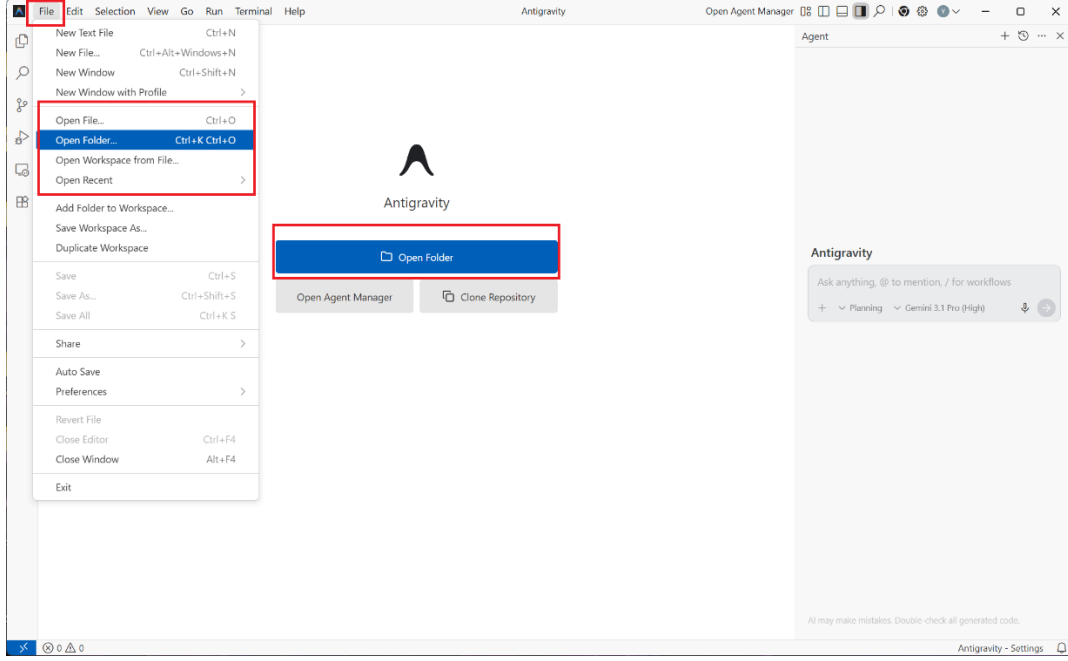 File Edit Selection View Go Run Terminal Help
Antigravity
Open Agent Manager
New Text File Ctrl+N
New File... Ctrl+Alt+Windows+N
New Window Ctrl+Shift+N
New Window with Profile
Open File... Ctrl+O
Open Folder... Ctrl+K Ctrl+O
Open Workspace from File...
Open Recent
Add Folder to Workspace...
Save Workspace As...
Duplicate Workspace
Save Ctrl+S
Save As... Ctrl+Shift+S
Save All Ctrl+K S
Share
Auto Save
Preferences
Revert File
Close Editor Ctrl+F4
Close Window Alt+F4
Exit
Antigravity
Open Folder
Open Agent Manager Clone Repository
Agent
Antigravity
Ask anything, @ to mention, / for workflows
Planning Gemini 3.1 Pro (High)
AI may make mistakes. Double-check all generated code.
0 0
Antigravity - Settings